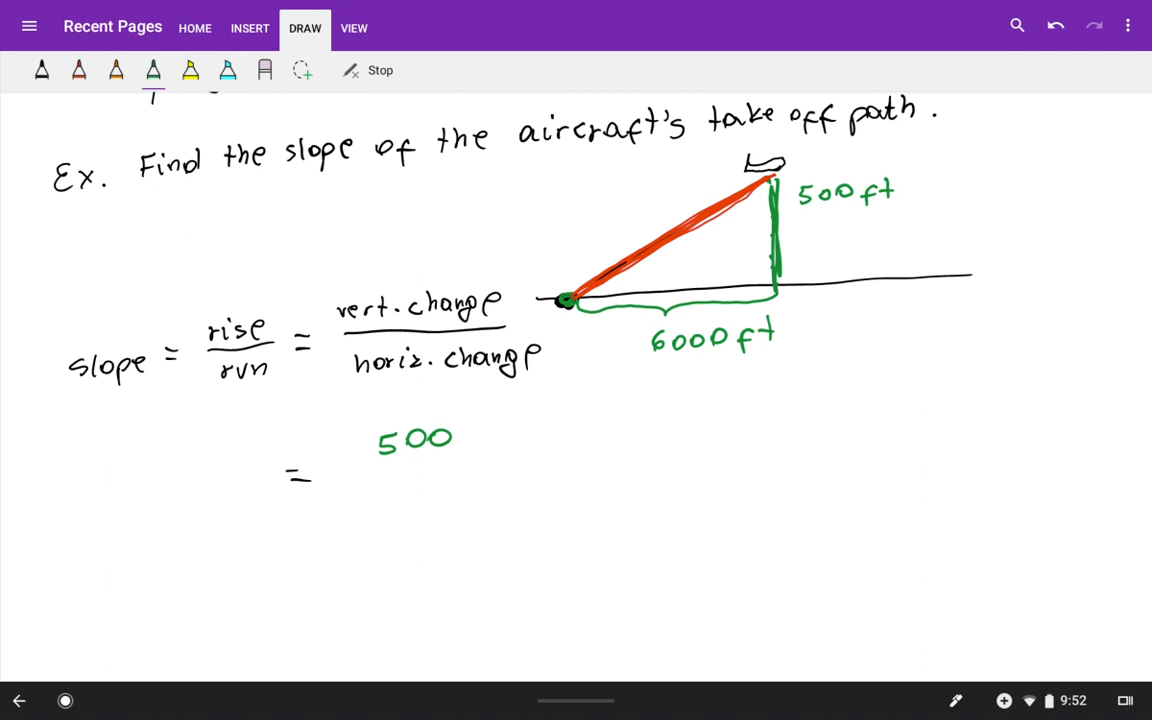 Recent Pages HOME INSERT DRAW VIEW
Stop
Ex. Find the slope of the aircraft's take off path.
500 ft
slope = rise/run = vert. change/horiz. change
6000 ft
= 500
9:52